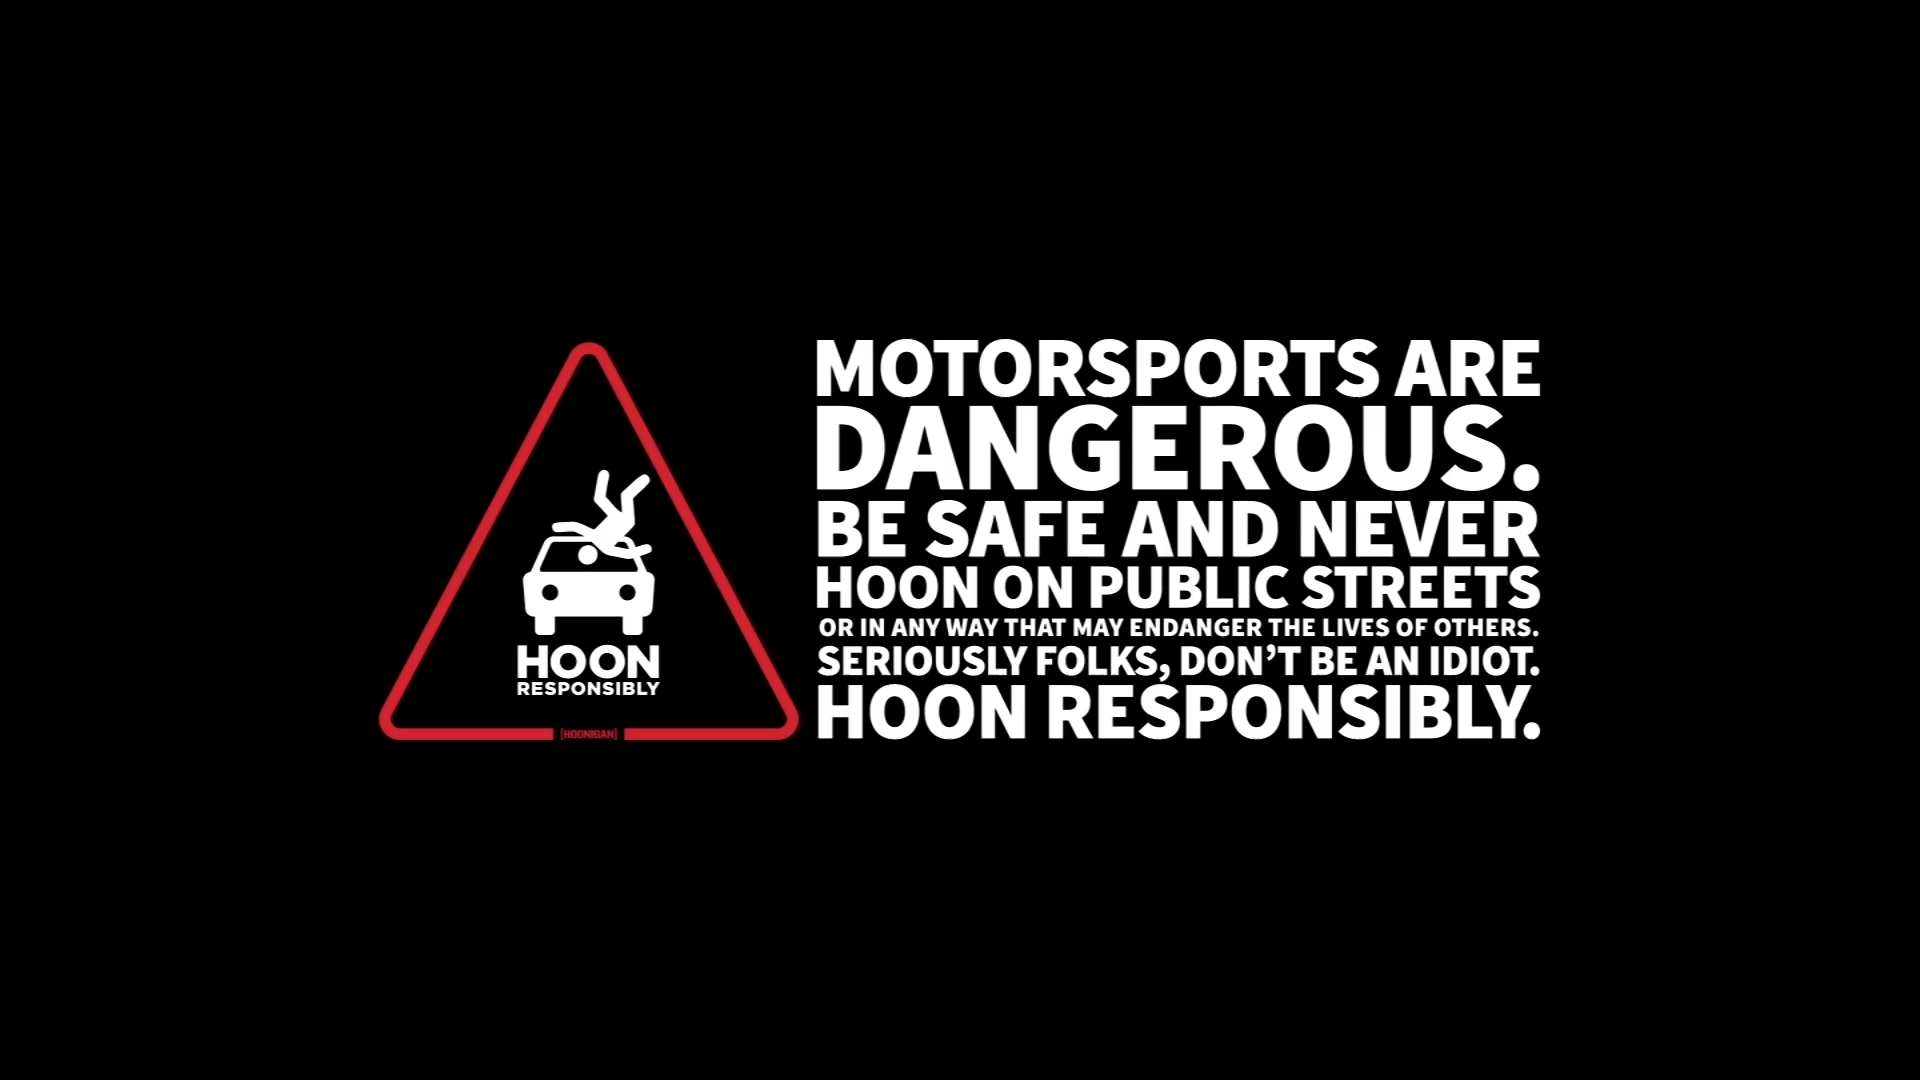 HOON
RESPONSIBLY
[HOONIGAN]
MOTORSPORTS ARE
DANGEROUS.
BE SAFE AND NEVER
HOON ON PUBLIC STREETS
OR IN ANY WAY THAT MAY ENDANGER THE LIVES OF OTHERS.
SERIOUSLY FOLKS, DON’T BE AN IDIOT.
HOON RESPONSIBLY.